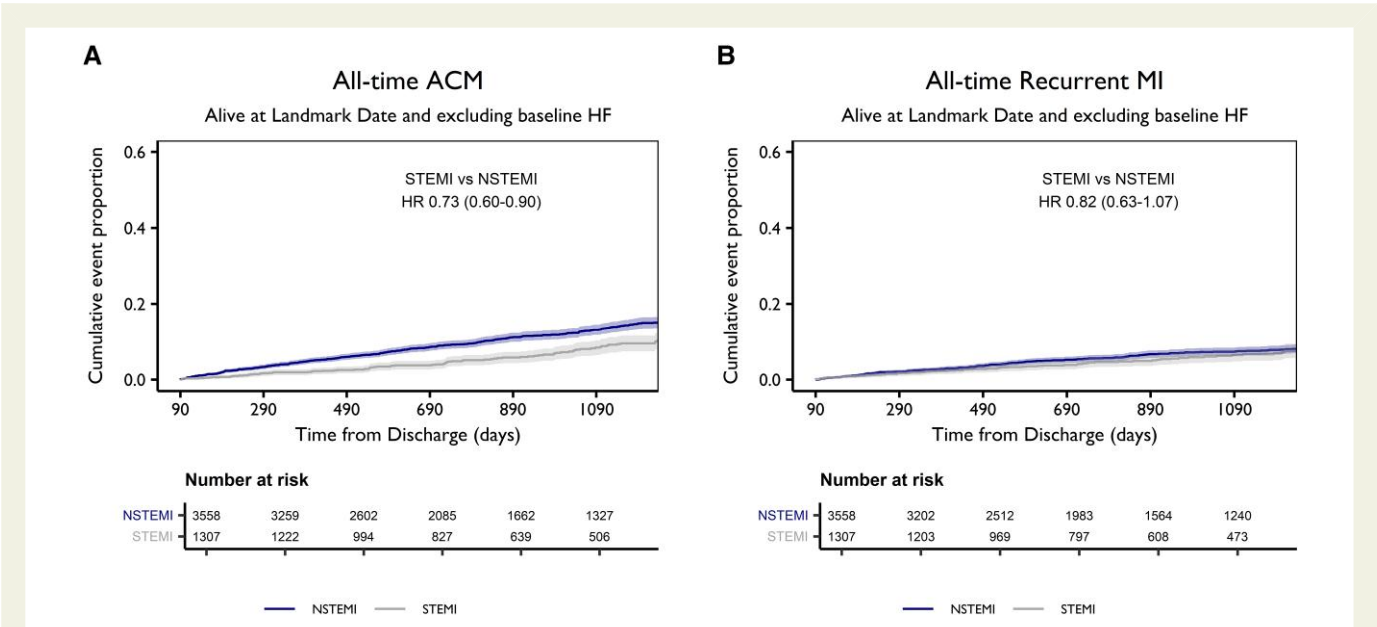 A
All-time ACM
Alive at Landmark Date and excluding baseline HF
Cumulative event proportion
0.6
0.4
0.2
0.0
STEMI vs NSTEMI
HR 0.73 (0.60-0.90)
90 290 490 690 890 1090
Time from Discharge (days)
Number at risk
NSTEMI 3558 3259 2602 2085 1662 1327
STEMI 1307 1222 994 827 639 506
NSTEMI STEMI
B
All-time Recurrent MI
Alive at Landmark Date and excluding baseline HF
Cumulative event proportion
0.6
0.4
0.2
0.0
STEMI vs NSTEMI
HR 0.82 (0.63-1.07)
90 290 490 690 890 1090
Time from Discharge (days)
Number at risk
NSTEMI 3558 3202 2512 1983 1564 1240
STEMI 1307 1203 969 797 608 473
NSTEMI STEMI